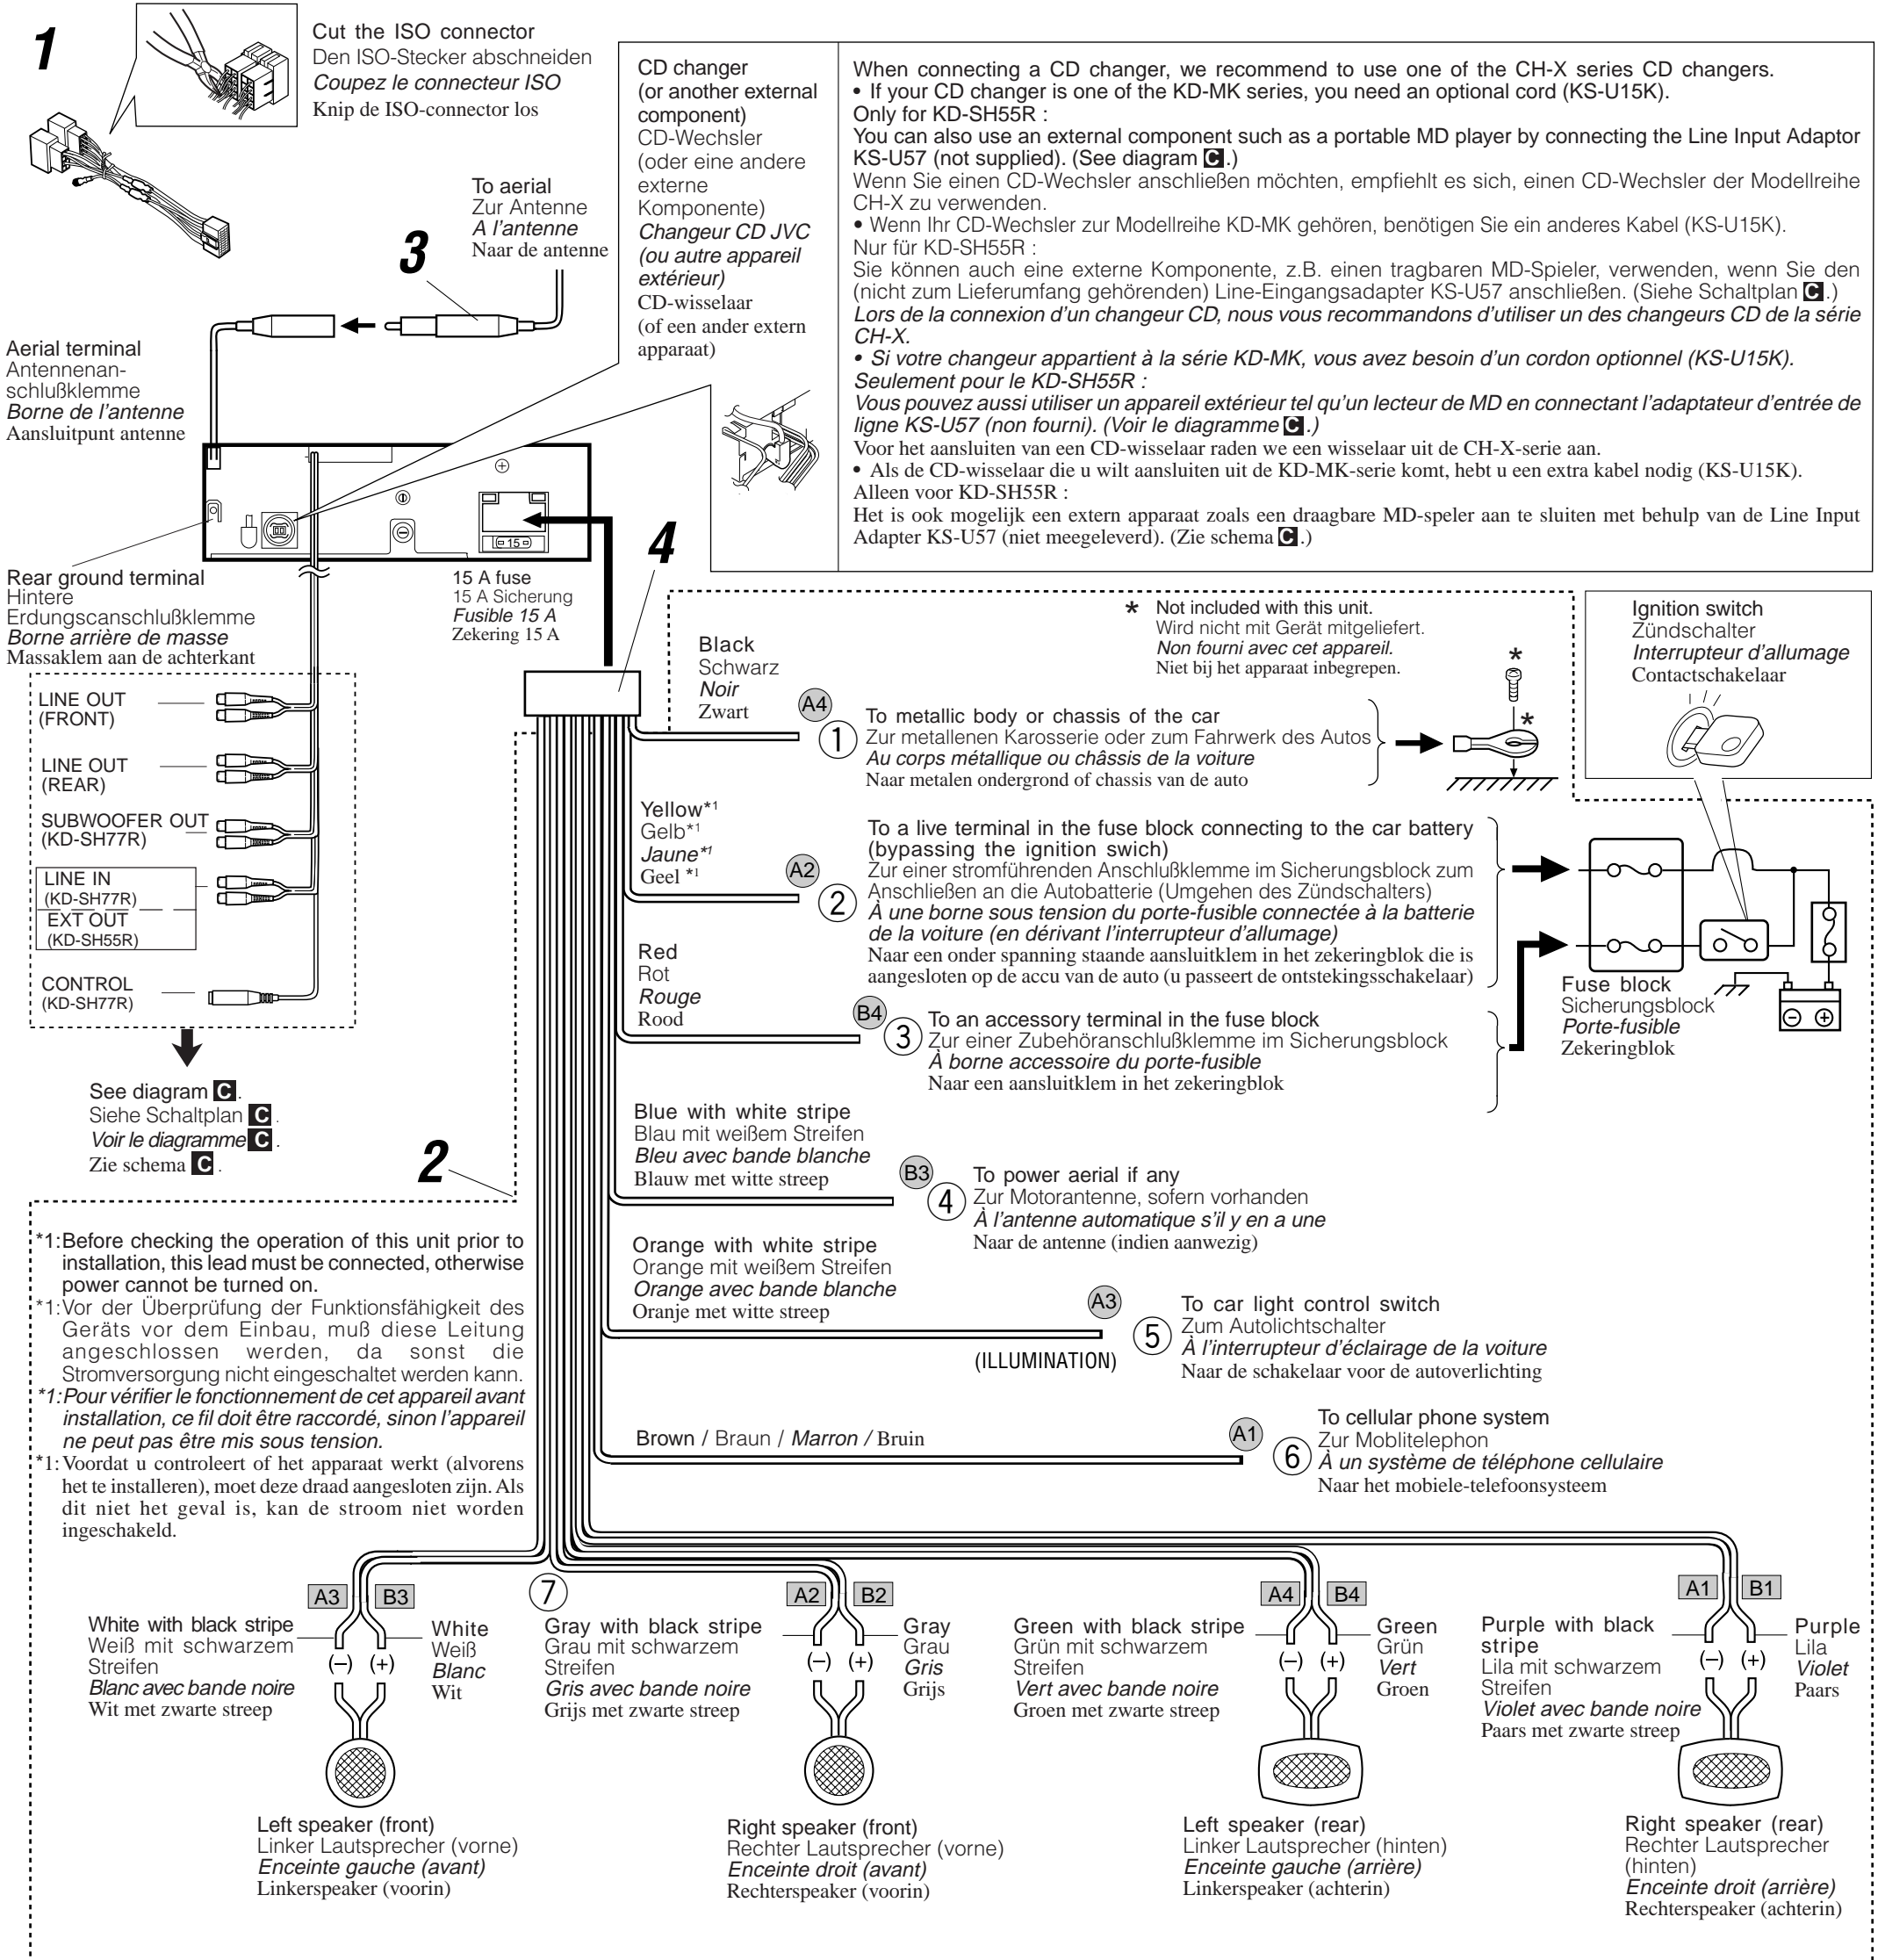 1
Cut the ISO connector
Den ISO-Stecker abschneiden
Coupez le connecteur ISO
Knip de ISO-connector los
CD changer
(or another external
component)
CD-Wechsler
(oder eine andere
externe
Komponente)
Changeur CD JVC
(ou autre appareil
extérieur)
CD-wisselaar
(of een ander extern
apparaat)
When connecting a CD changer, we recommend to use one of the CH-X series CD changers.
• If your CD changer is one of the KD-MK series, you need an optional cord (KS-U15K).
Only for KD-SH55R :
You can also use an external component such as a portable MD player by connecting the Line Input Adaptor
KS-U57 (not supplied). (See diagram C .)
Wenn Sie einen CD-Wechsler anschließen möchten, empfiehlt es sich, einen CD-Wechsler der Modellreihe
CH-X zu verwenden.
• Wenn Ihr CD-Wechsler zur Modellreihe KD-MK gehören, benötigen Sie ein anderes Kabel (KS-U15K).
Nur für KD-SH55R :
Sie können auch eine externe Komponente, z.B. einen tragbaren MD-Spieler, verwenden, wenn Sie den
(nicht zum Lieferumfang gehörenden) Line-Eingangsadapter KS-U57 anschließen. (Siehe Schaltplan C .)
Lors de la connexion d'un changeur CD, nous vous recommandons d'utiliser un des changeurs CD de la série
CH-X.
• Si votre changeur appartient à la série KD-MK, vous avez besoin d'un cordon optionnel (KS-U15K).
Seulement pour le KD-SH55R :
Vous pouvez aussi utiliser un appareil extérieur tel qu'un lecteur de MD en connectant l'adaptateur d'entrée de
ligne KS-U57 (non fourni). (Voir le diagramme C .)
Voor het aansluiten van een CD-wisselaar raden we een wisselaar uit de CH-X-serie aan.
• Als de CD-wisselaar die u wilt aansluiten uit de KD-MK-serie komt, hebt u een extra kabel nodig (KS-U15K).
Alleen voor KD-SH55R :
Het is ook mogelijk een extern apparaat zoals een draagbare MD-speler aan te sluiten met behulp van de Line Input
Adapter KS-U57 (niet meegeleverd). (Zie schema C .)
To aerial
Zur Antenne
A l'antenne
Naar de antenne
3
Aerial terminal
Antennenan-
schlußklemme
Borne de l'antenne
Aansluitpunt antenne
15
4
Rear ground terminal
Hintere
Erdungscanschlußklemme
Borne arrière de masse
Massaklem aan de achterkant
15 A fuse
15 A Sicherung
Fusible 15 A
Zekering 15 A
* Not included with this unit.
Wird nicht mit Gerät mitgeliefert.
Non fourni avec cet appareil.
Niet bij het apparaat inbegrepen.
*
*
Ignition switch
Zündschalter
Interrupteur d'allumage
Contactschakelaar
LINE OUT
(FRONT)
LINE OUT
(REAR)
SUBWOOFER OUT
(KD-SH77R)
LINE IN
(KD-SH77R)
EXT OUT
(KD-SH55R)
CONTROL
(KD-SH77R)
See diagram C .
Siehe Schaltplan C .
Voir le diagramme C .
Zie schema C .
2
Black
Schwarz
Noir
Zwart
A4
1
To metallic body or chassis of the car
Zur metallenen Karosserie oder zum Fahrwerk des Autos
Au corps métallique ou châssis de la voiture
Naar metalen ondergrond of chassis van de auto
Yellow*1
Gelb*1
Jaune*1
Geel *1
A2
2
To a live terminal in the fuse block connecting to the car battery
(bypassing the ignition swich)
Zur einer stromführenden Anschlußklemme im Sicherungsblock zum
Anschließen an die Autobatterie (Umgehen des Zündschalters)
À une borne sous tension du porte-fusible connectée à la batterie
de la voiture (en dérivant l'interrupteur d'allumage)
Naar een onder spanning staande aansluitklem in het zekeringblok die is
aangesloten op de accu van de auto (u passeert de ontstekingsschakelaar)
Fuse block
Sicherungsblock
Porte-fusible
Zekeringblok
Red
Rot
Rouge
Rood
B4
3
To an accessory terminal in the fuse block
Zur einer Zubehöranschlußklemme im Sicherungsblock
À borne accessoire du porte-fusible
Naar een aansluitklem in het zekeringblok
Blue with white stripe
Blau mit weißem Streifen
Bleu avec bande blanche
Blauw met witte streep
B3
4
To power aerial if any
Zur Motorantenne, sofern vorhanden
À l'antenne automatique s'il y en a une
Naar de antenne (indien aanwezig)
Orange with white stripe
Orange mit weißem Streifen
Orange avec bande blanche
Oranje met witte streep
(ILLUMINATION)
A3
5
To car light control switch
Zum Autolichtschalter
À l'interrupteur d'éclairage de la voiture
Naar de schakelaar voor de autoverlichting
Brown / Braun / Marron / Bruin
A1
6
To cellular phone system
Zur Moblitelephon
À un système de téléphone cellulaire
Naar het mobiele-telefoonsysteem
*1:Before checking the operation of this unit prior to
installation, this lead must be connected, otherwise
power cannot be turned on.
*1:Vor der Überprüfung der Funktionsfähigkeit des
Geräts vor dem Einbau, muß diese Leitung
angeschlossen werden, da sonst die
Stromversorgung nicht eingeschaltet werden kann.
*1:Pour vérifier le fonctionnement de cet appareil avant
installation, ce fil doit être raccordé, sinon l'appareil
ne peut pas être mis sous tension.
*1:Voordat u controleert of het apparaat werkt (alvorens
het te installeren), moet deze draad aangesloten zijn. Als
dit niet het geval is, kan de stroom niet worden
ingeschakeld.
7
A3 B3
White with black stripe
Weiß mit schwarzem
Streifen
Blanc avec bande noire
Wit met zwarte streep
(–) (+)
White
Weiß
Blanc
Wit
Left speaker (front)
Linker Lautsprecher (vorne)
Enceinte gauche (avant)
Linkerspeaker (voorin)
A2 B2
Gray with black stripe
Grau mit schwarzem
Streifen
Gris avec bande noire
Grijs met zwarte streep
(–) (+)
Gray
Grau
Gris
Grijs
Right speaker (front)
Rechter Lautsprecher (vorne)
Enceinte droit (avant)
Rechterspeaker (voorin)
A4 B4
Green with black stripe
Grün mit schwarzem
Streifen
Vert avec bande noire
Groen met zwarte streep
(–) (+)
Green
Grün
Vert
Groen
Left speaker (rear)
Linker Lautsprecher (hinten)
Enceinte gauche (arrière)
Linkerspeaker (achterin)
A1 B1
Purple with black
stripe
Lila mit schwarzem
Streifen
Violet avec bande noire
Paars met zwarte streep
(–) (+)
Purple
Lila
Violet
Paars
Right speaker (rear)
Rechter Lautsprecher
(hinten)
Enceinte droit (arrière)
Rechterspeaker (achterin)